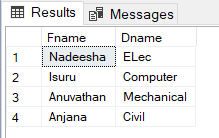 Results Messages
Fname Dname
1 Nadeesha ELec
2 Isuru Computer
3 Anuvathan Mechanical
4 Anjana Civil